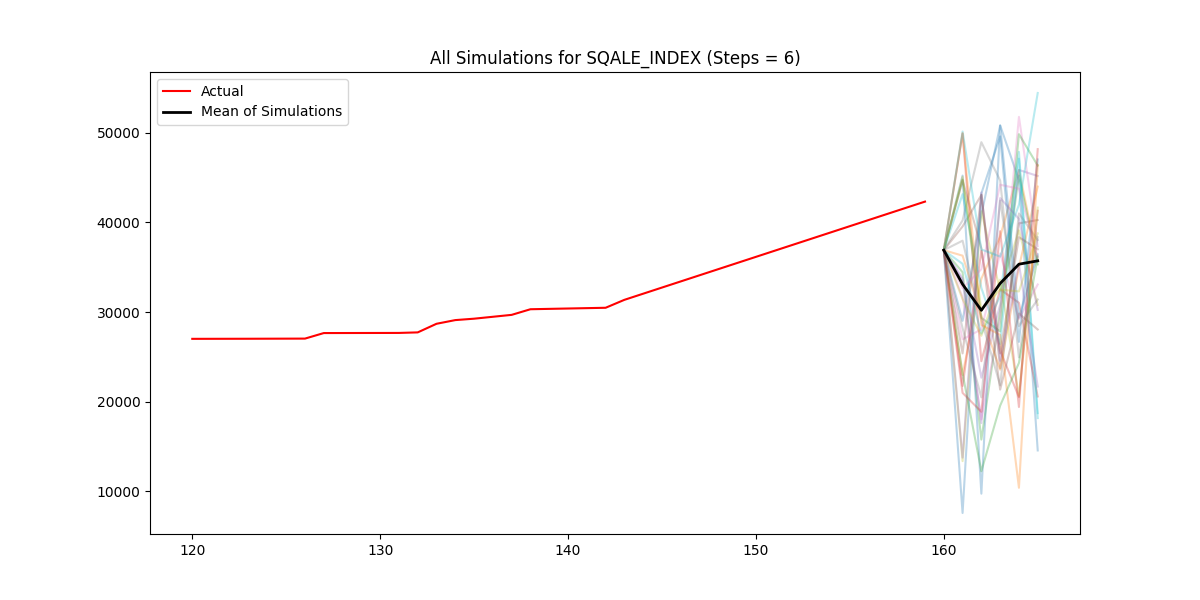 All Simulations for SQALE_INDEX (Steps = 6)
Actual
Mean of Simulations
50000
40000
30000
20000
10000
120 130 140 150 160